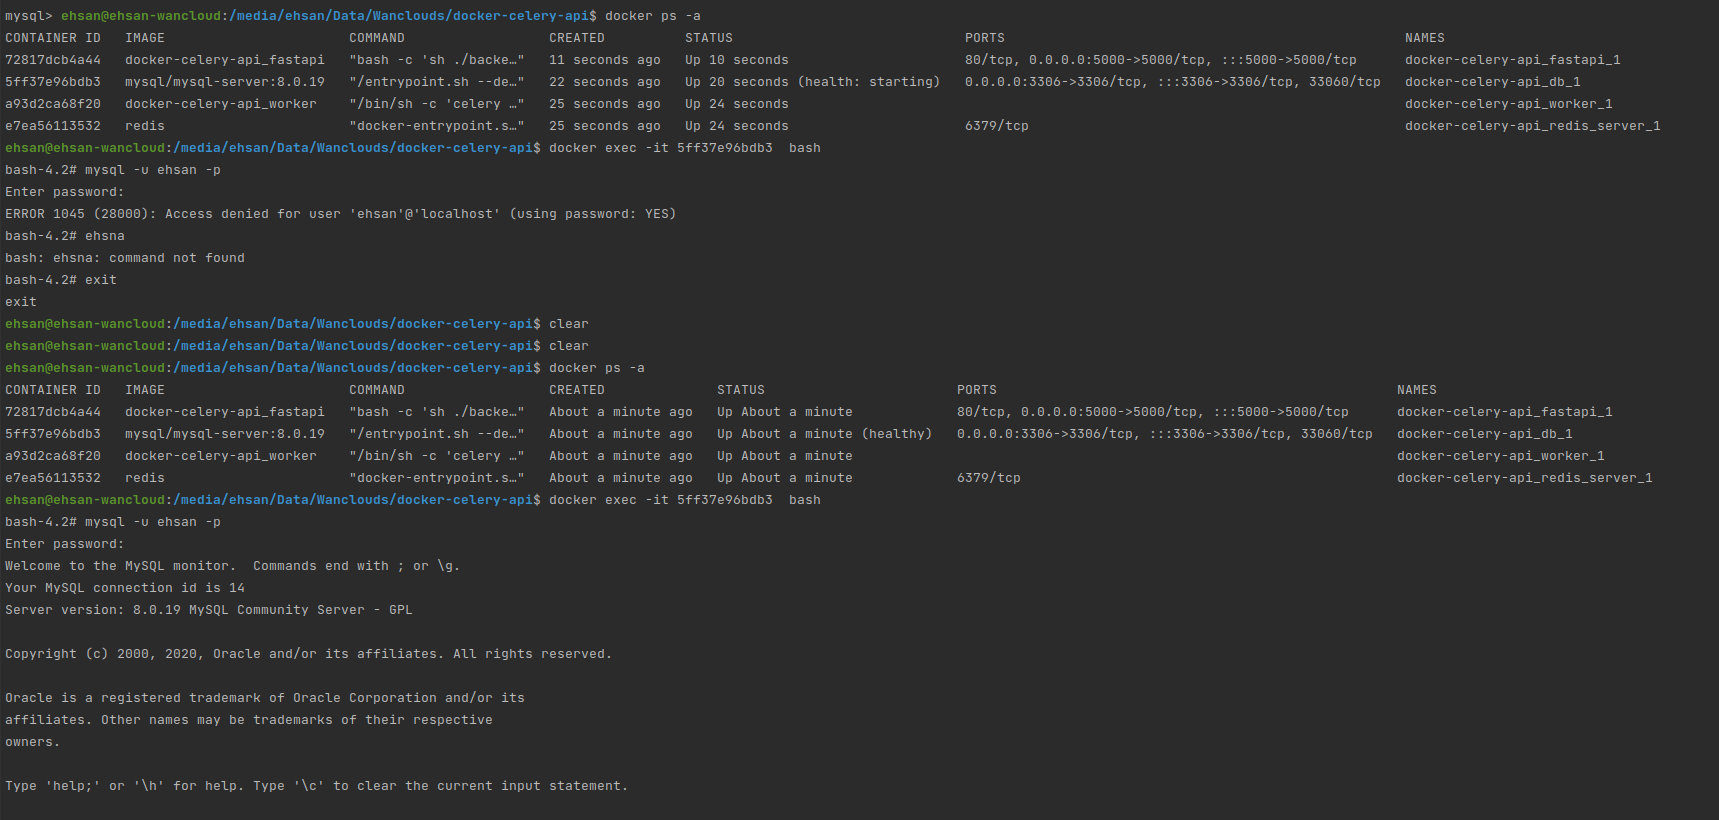 mysql> ehsan@ehsan-wancloud:/media/ehsan/Data/Wanclouds/docker-celery-api$ docker ps -a
CONTAINER ID   IMAGE                       COMMAND                  CREATED          STATUS                             PORTS                                                  NAMES
72817dcb4a44   docker-celery-api_fastapi   "bash -c 'sh ./backe…"   11 seconds ago   Up 10 seconds                      80/tcp, 0.0.0.0:5000->5000/tcp, :::5000->5000/tcp      docker-celery-api_fastapi_1
5ff37e96bdb3   mysql/mysql-server:8.0.19   "/entrypoint.sh --de…"   22 seconds ago   Up 20 seconds (health: starting)   0.0.0.0:3306->3306/tcp, :::3306->3306/tcp, 33060/tcp   docker-celery-api_db_1
a93d2ca68f20   docker-celery-api_worker    "/bin/sh -c 'celery …"   25 seconds ago   Up 24 seconds                                                                             docker-celery-api_worker_1
e7ea56113532   redis                       "docker-entrypoint.s…"   25 seconds ago   Up 24 seconds                      6379/tcp                                               docker-celery-api_redis_server_1
ehsan@ehsan-wancloud:/media/ehsan/Data/Wanclouds/docker-celery-api$ docker exec -it 5ff37e96bdb3  bash
bash-4.2# mysql -u ehsan -p
Enter password:
ERROR 1045 (28000): Access denied for user 'ehsan'@'localhost' (using password: YES)
bash-4.2# ehsna
bash: ehsna: command not found
bash-4.2# exit
exit
ehsan@ehsan-wancloud:/media/ehsan/Data/Wanclouds/docker-celery-api$ clear
ehsan@ehsan-wancloud:/media/ehsan/Data/Wanclouds/docker-celery-api$ clear
ehsan@ehsan-wancloud:/media/ehsan/Data/Wanclouds/docker-celery-api$ docker ps -a
CONTAINER ID   IMAGE                       COMMAND                  CREATED              STATUS                        PORTS                                                  NAMES
72817dcb4a44   docker-celery-api_fastapi   "bash -c 'sh ./backe…"   About a minute ago   Up About a minute             80/tcp, 0.0.0.0:5000->5000/tcp, :::5000->5000/tcp      docker-celery-api_fastapi_1
5ff37e96bdb3   mysql/mysql-server:8.0.19   "/entrypoint.sh --de…"   About a minute ago   Up About a minute (healthy)   0.0.0.0:3306->3306/tcp, :::3306->3306/tcp, 33060/tcp   docker-celery-api_db_1
a93d2ca68f20   docker-celery-api_worker    "/bin/sh -c 'celery …"   About a minute ago   Up About a minute                                                                    docker-celery-api_worker_1
e7ea56113532   redis                       "docker-entrypoint.s…"   About a minute ago   Up About a minute             6379/tcp                                               docker-celery-api_redis_server_1
ehsan@ehsan-wancloud:/media/ehsan/Data/Wanclouds/docker-celery-api$ docker exec -it 5ff37e96bdb3  bash
bash-4.2# mysql -u ehsan -p
Enter password:
Welcome to the MySQL monitor.  Commands end with ; or \g.
Your MySQL connection id is 14
Server version: 8.0.19 MySQL Community Server - GPL

Copyright (c) 2000, 2020, Oracle and/or its affiliates. All rights reserved.

Oracle is a registered trademark of Oracle Corporation and/or its
affiliates. Other names may be trademarks of their respective
owners.

Type 'help;' or '\h' for help. Type '\c' to clear the current input statement.